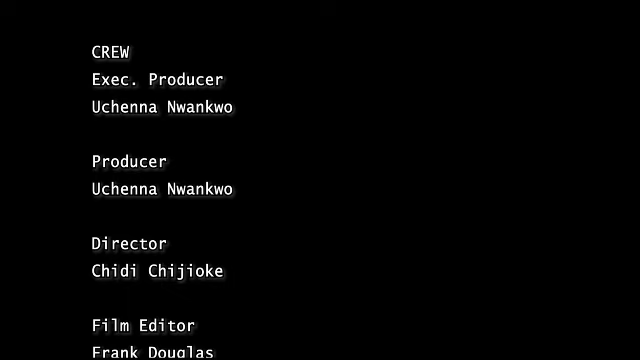 CREW
Exec. Producer
Uchenna Nwankwo
Producer
Uchenna Nwankwo
Director
Chidi Chijioke
Film Editor
Frank Douglas